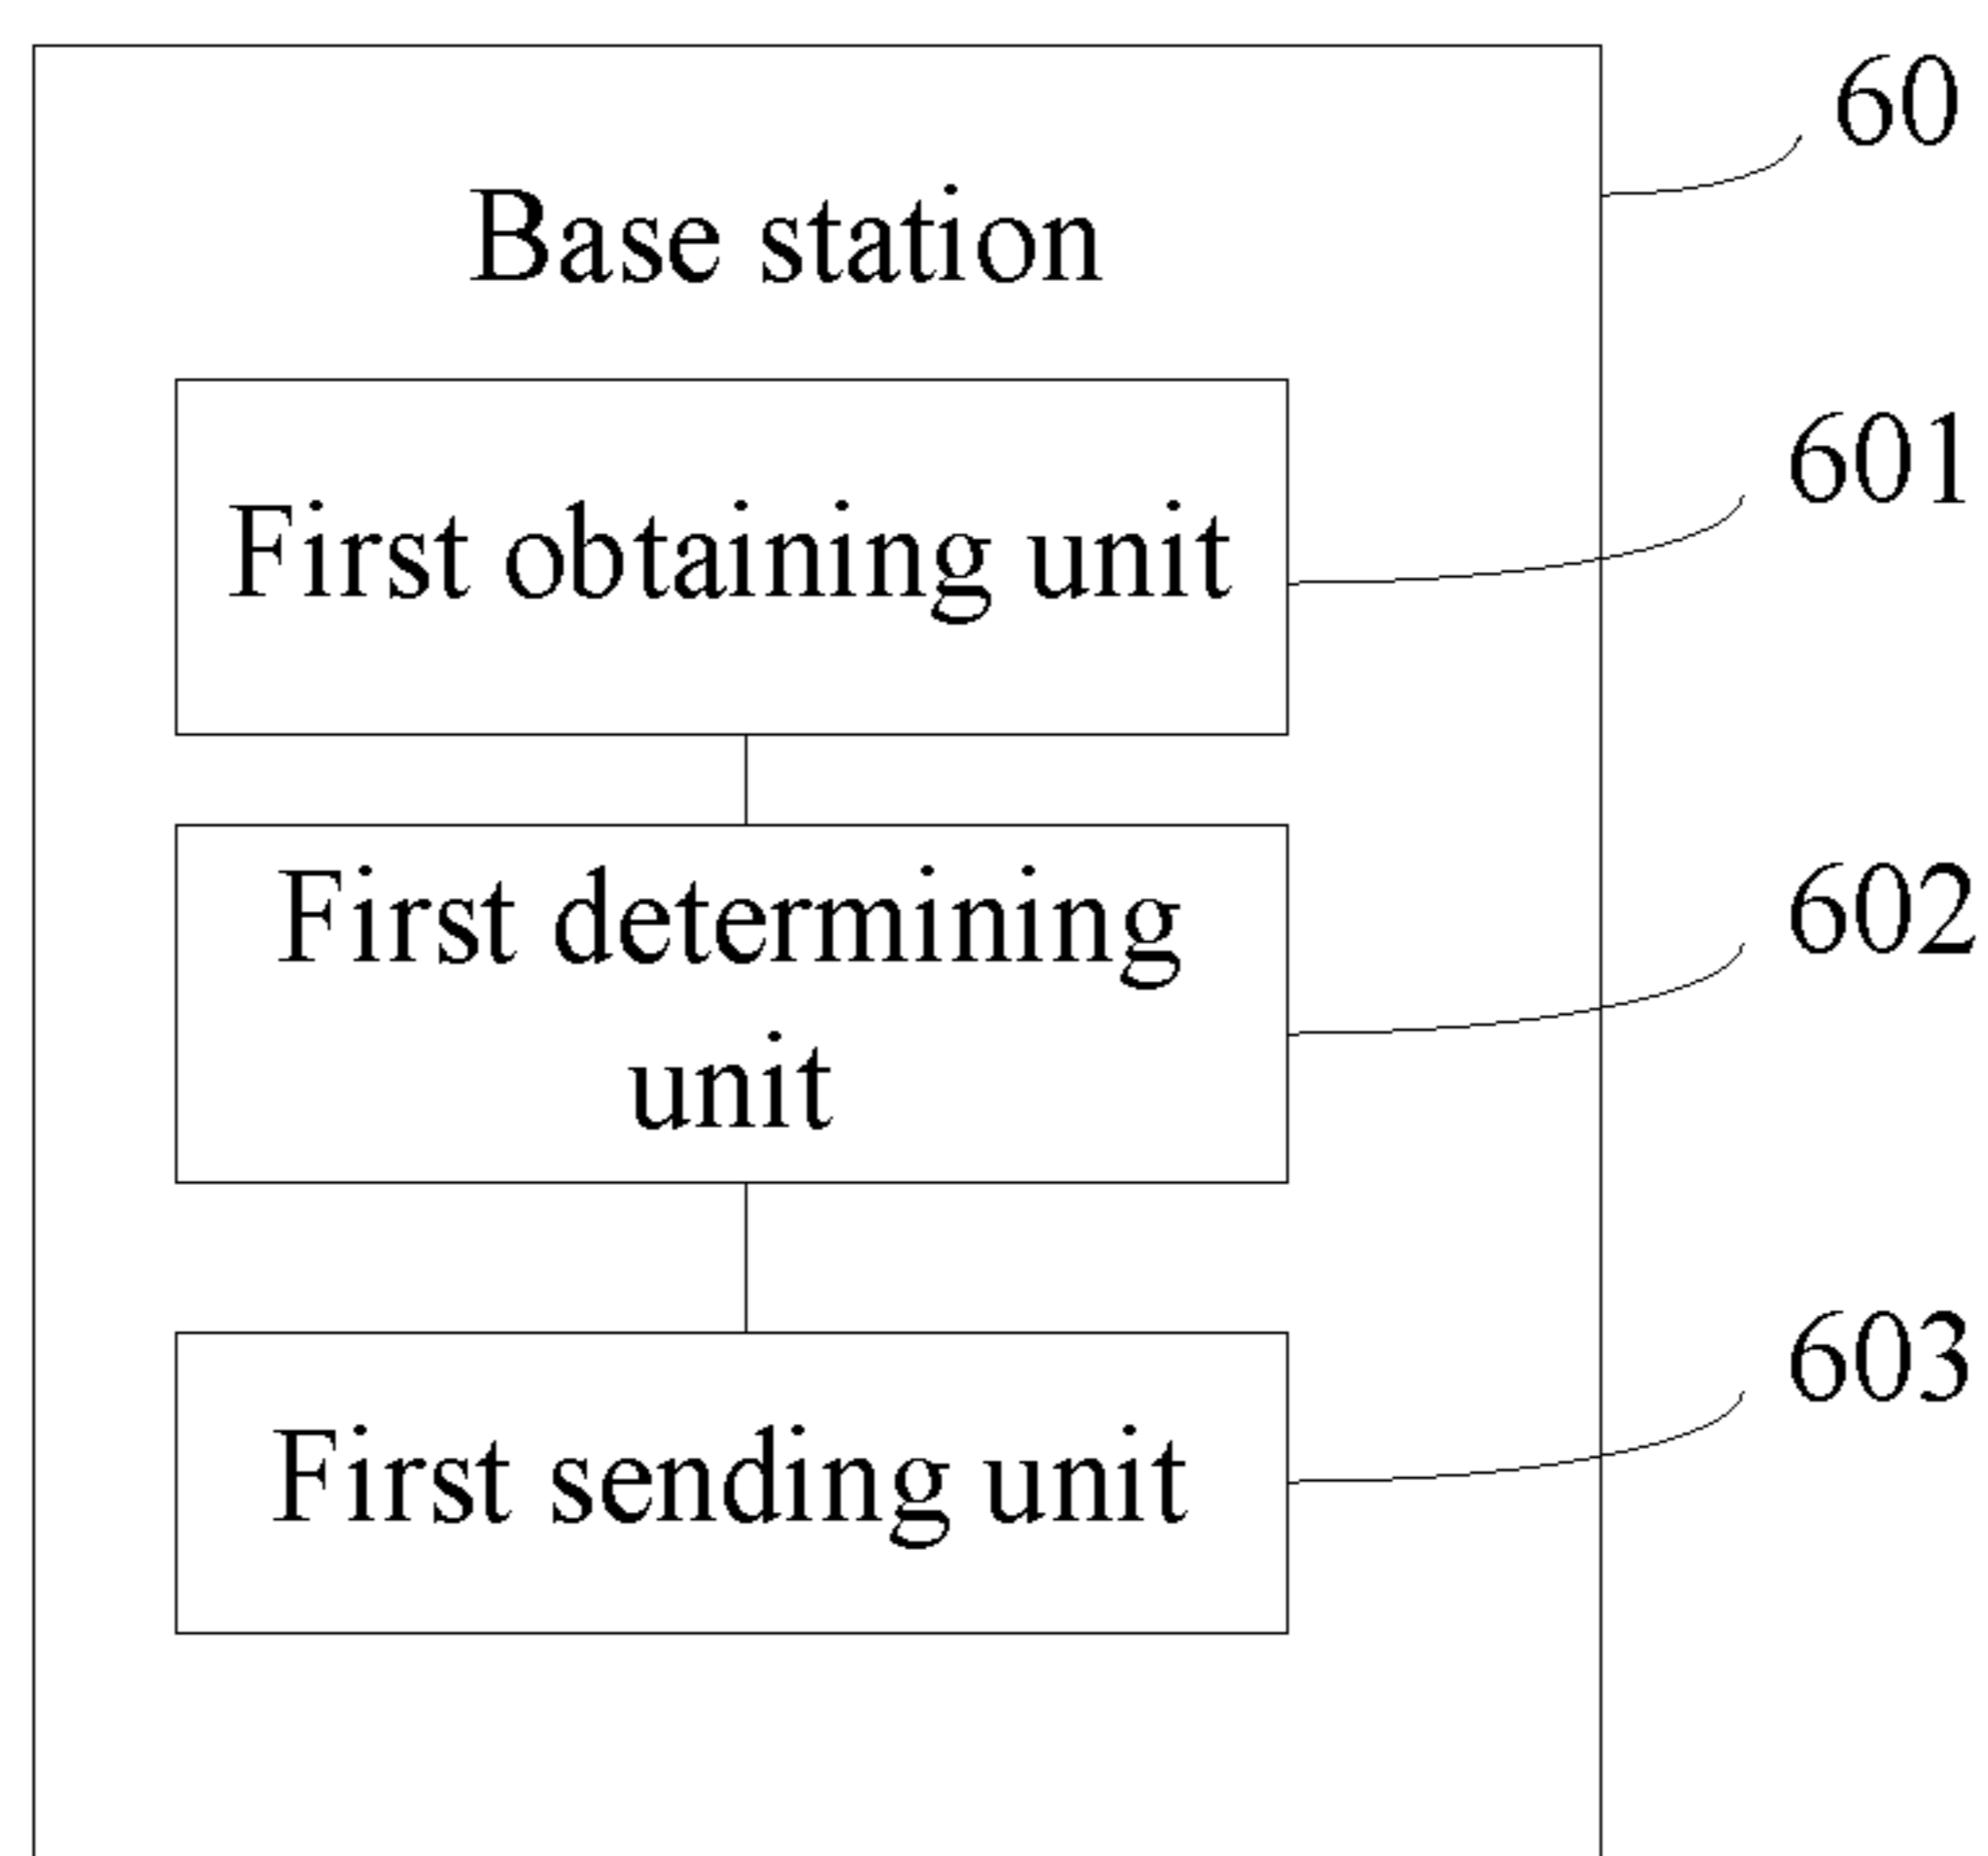 60
Base station
601
First obtaining unit
602
First determining
unit
603
First sending unit